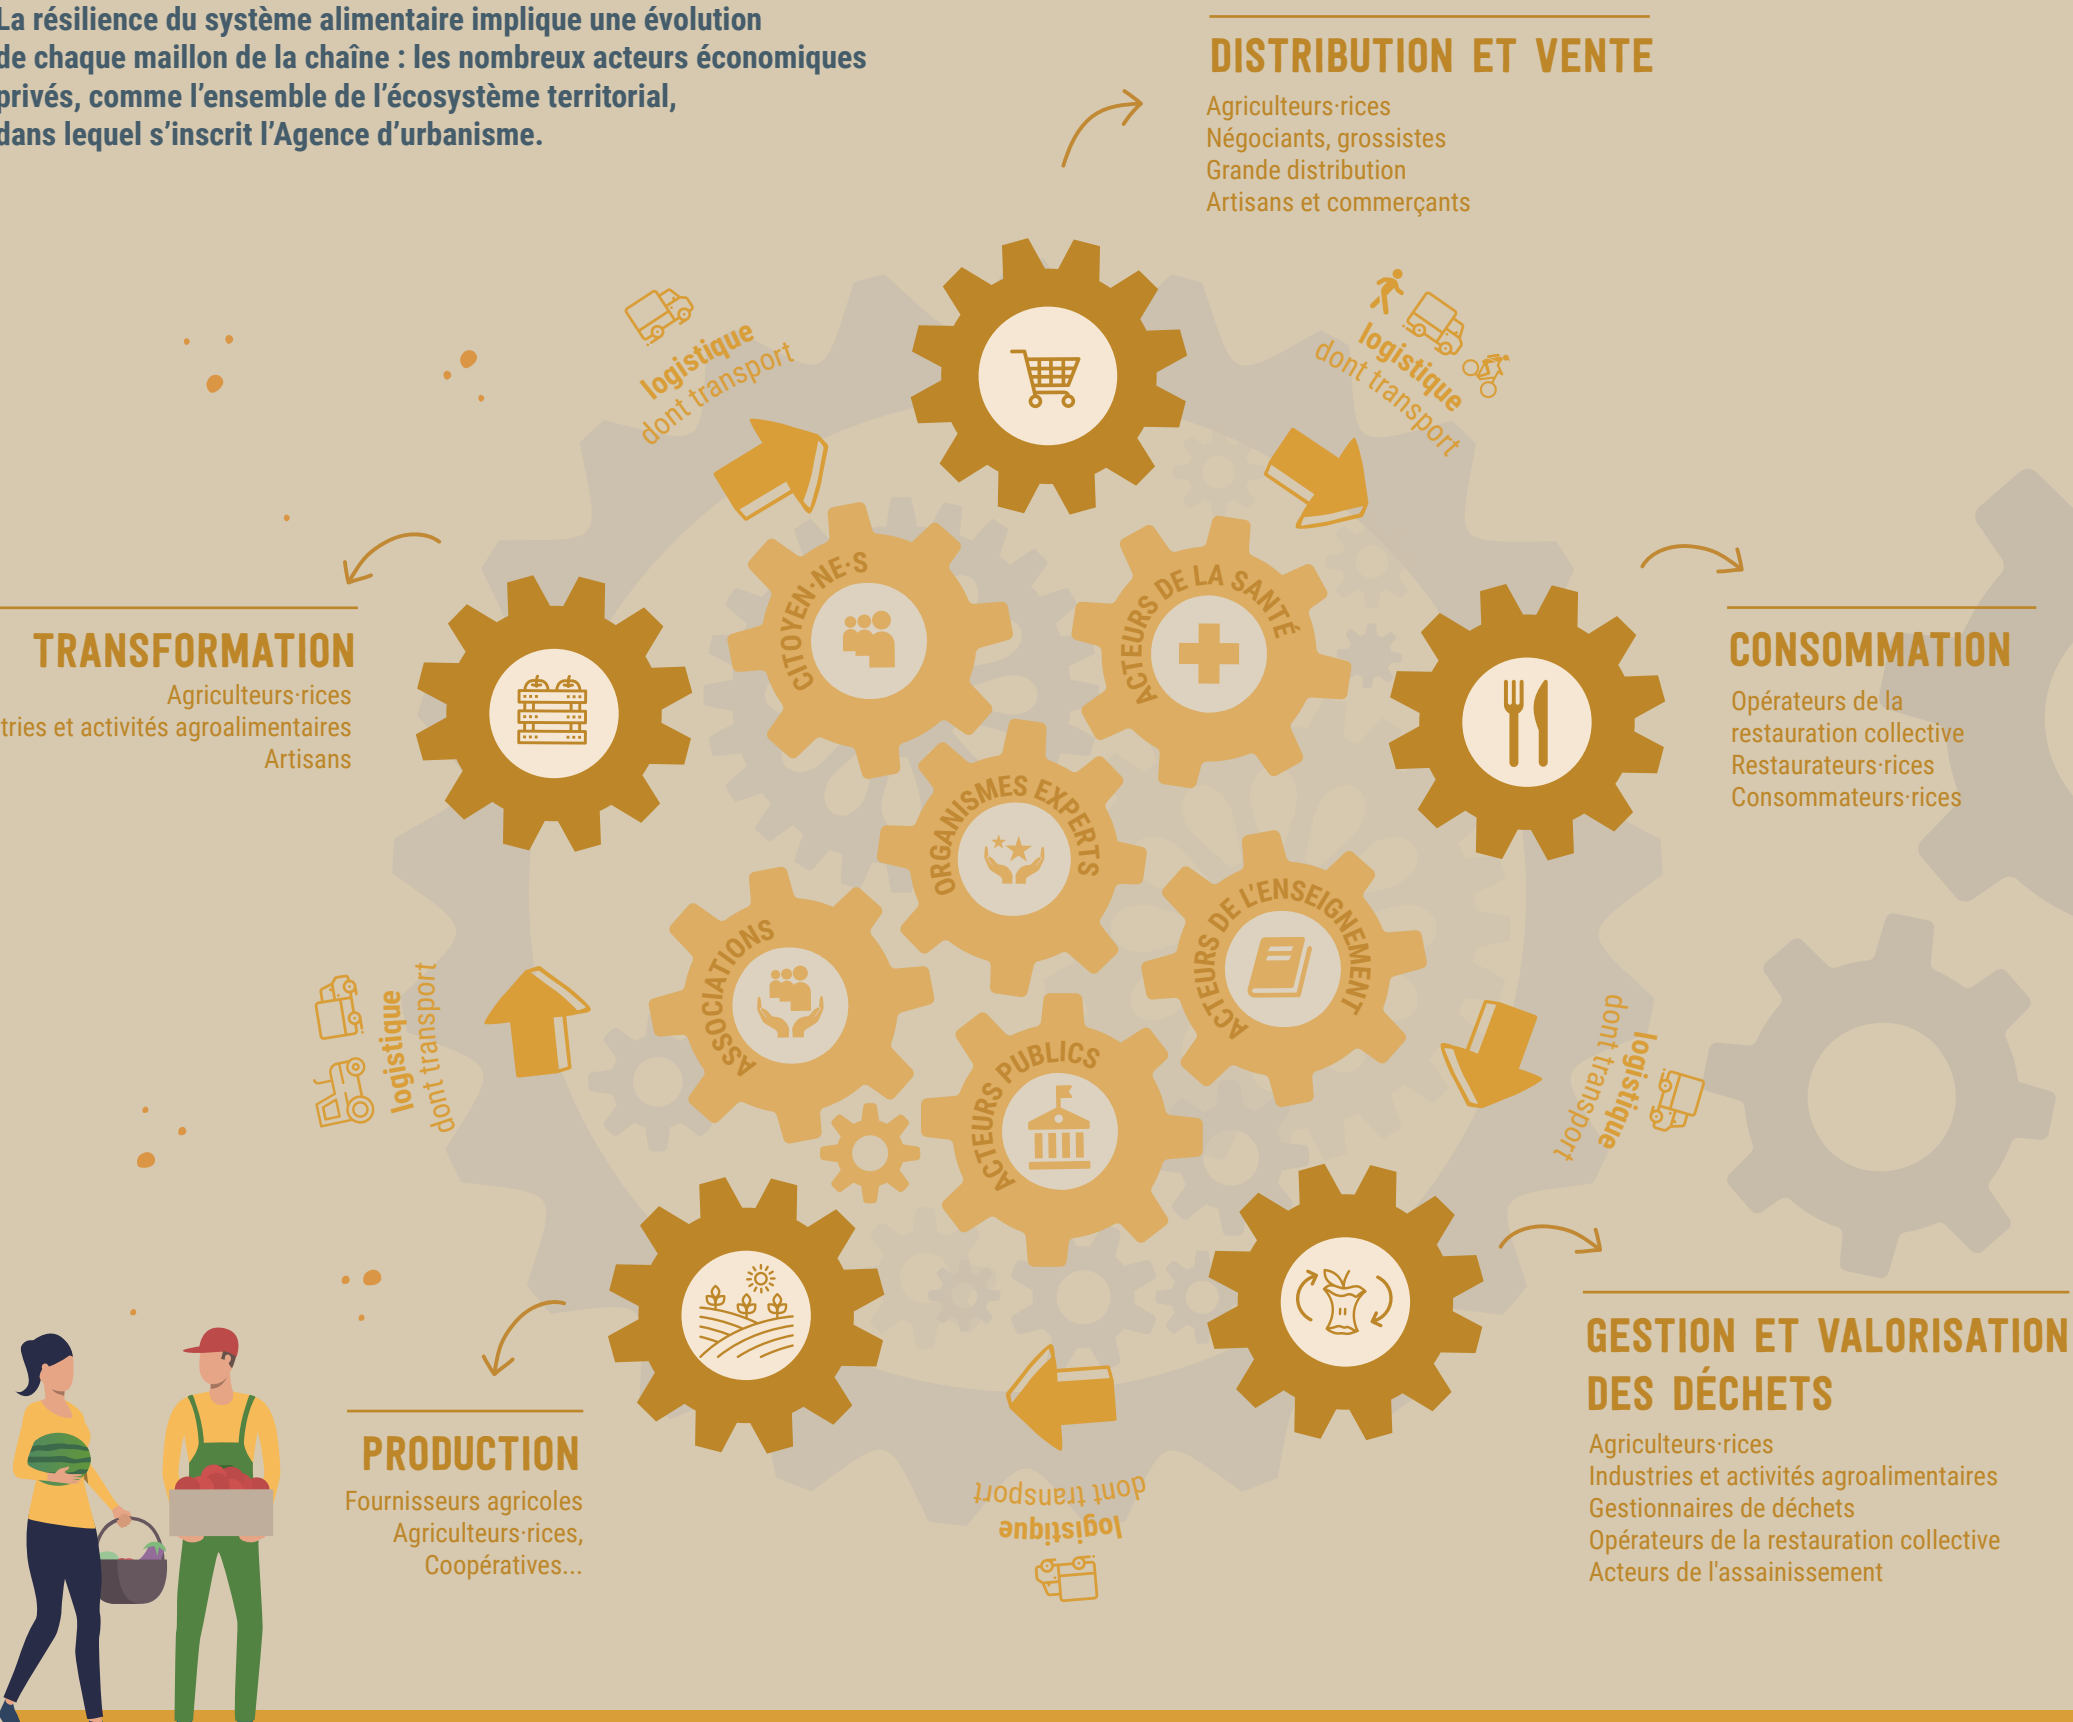 La résilience du système alimentaire implique une évolution
de chaque maillon de la chaîne : les nombreux acteurs économiques
privés, comme l’ensemble de l’écosystème territorial,
dans lequel s’inscrit l’Agence d’urbanisme.
DISTRIBUTION ET VENTE
Agriculteurs·rices
Négociants, grossistes
Grande distribution
Artisans et commerçants
logistique
dont transport
logistique
dont transport
TRANSFORMATION
Agriculteurs·rices
et activités agroalimentaires
Artisans
CITOYEN·NE·S
ACTEURS DE LA SANTÉ
CONSOMMATION
Opérateurs de la
restauration collective
Restaurateurs·rices
Consommateurs·rices
ORGANISMES EXPERTS
ASSOCIATIONS
ACTEURS DE L'ENSEIGNEMENT
logistique
dont transport
ACTEURS PUBLICS
logistique
dont transport
PRODUCTION
Fournisseurs agricoles
Agriculteurs·rices,
Coopératives...
logistique
dont transport
GESTION ET VALORISATION
DES DÉCHETS
Agriculteurs·rices
Industries et activités agroalimentaires
Gestionnaires de déchets
Opérateurs de la restauration collective
Acteurs de l'assainissement